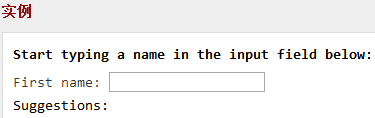 实例
Start typing a name in the input field below:
First name:
Suggestions: